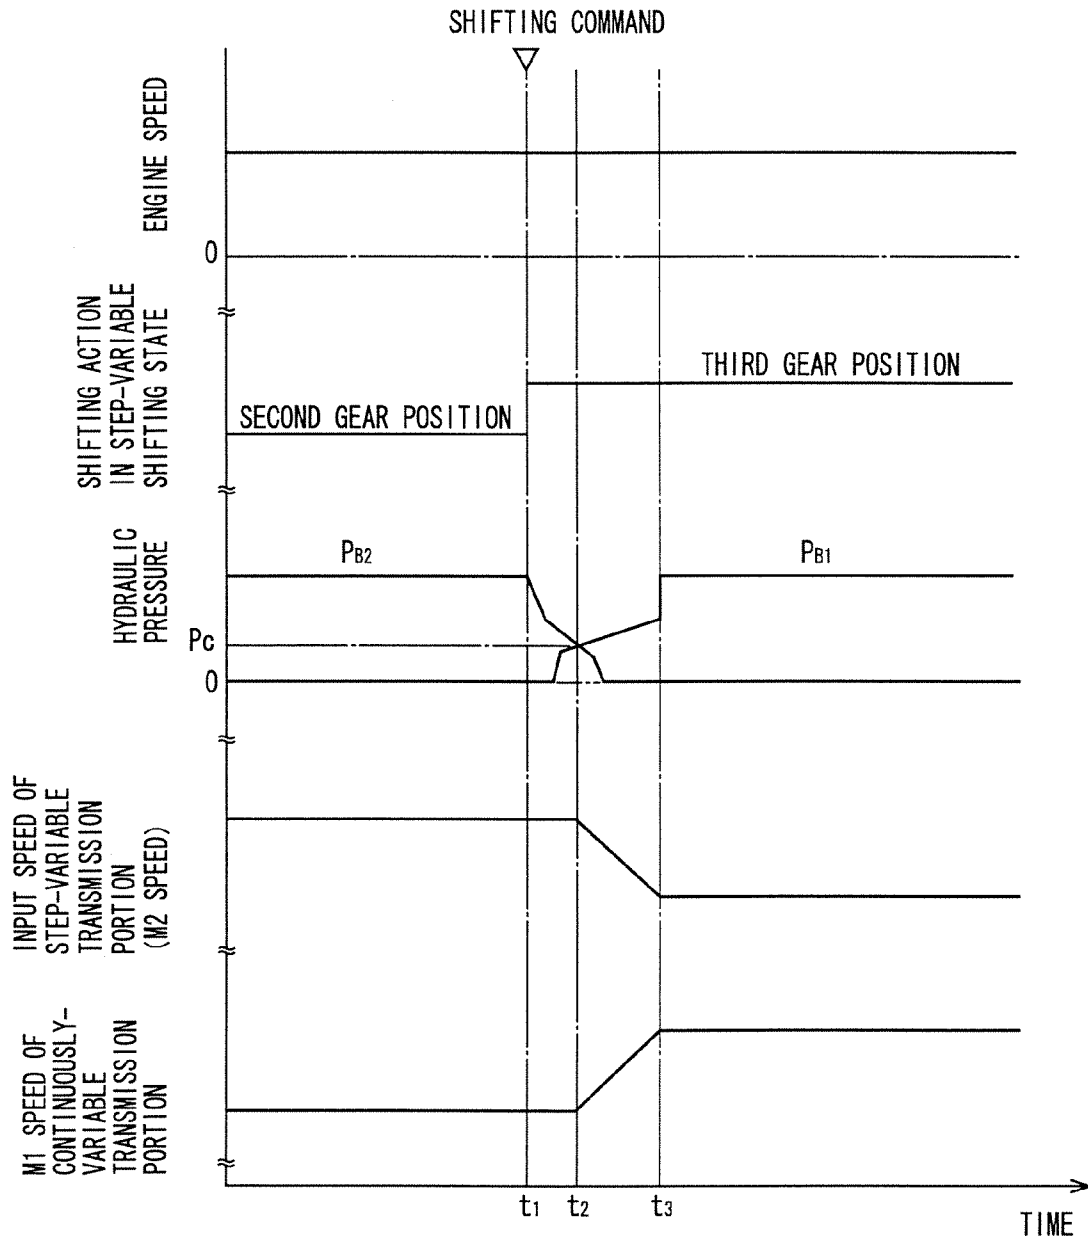 SHIFTING COMMAND
ENGINE SPEED
0
SHIFTING ACTION
IN STEP-VARIABLE
SHIFTING STATE
THIRD GEAR POSITION
SECOND GEAR POSITION
HYDRAULIC
PRESSURE
PB2
PB1
Pc
0
INPUT SPEED OF
STEP-VARIABLE
TRANSMISSION
PORTION
(M2 SPEED)
M1 SPEED OF
CONTINUOUSLY-
VARIABLE
TRANSMISSION
PORTION
t1 t2 t3
TIME